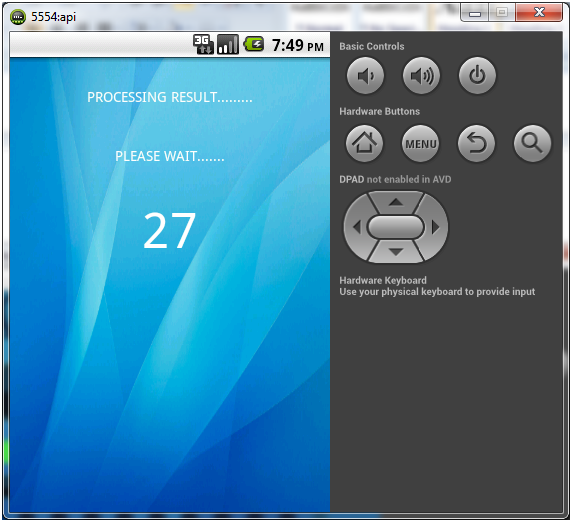 5554:api
3G
7:49 PM
PROCESSING RESULT.........
PLEASE WAIT.......
27
Basic Controls
Hardware Buttons
MENU
DPAD not enabled in AVD
Hardware Keyboard
Use your physical keyboard to provide input